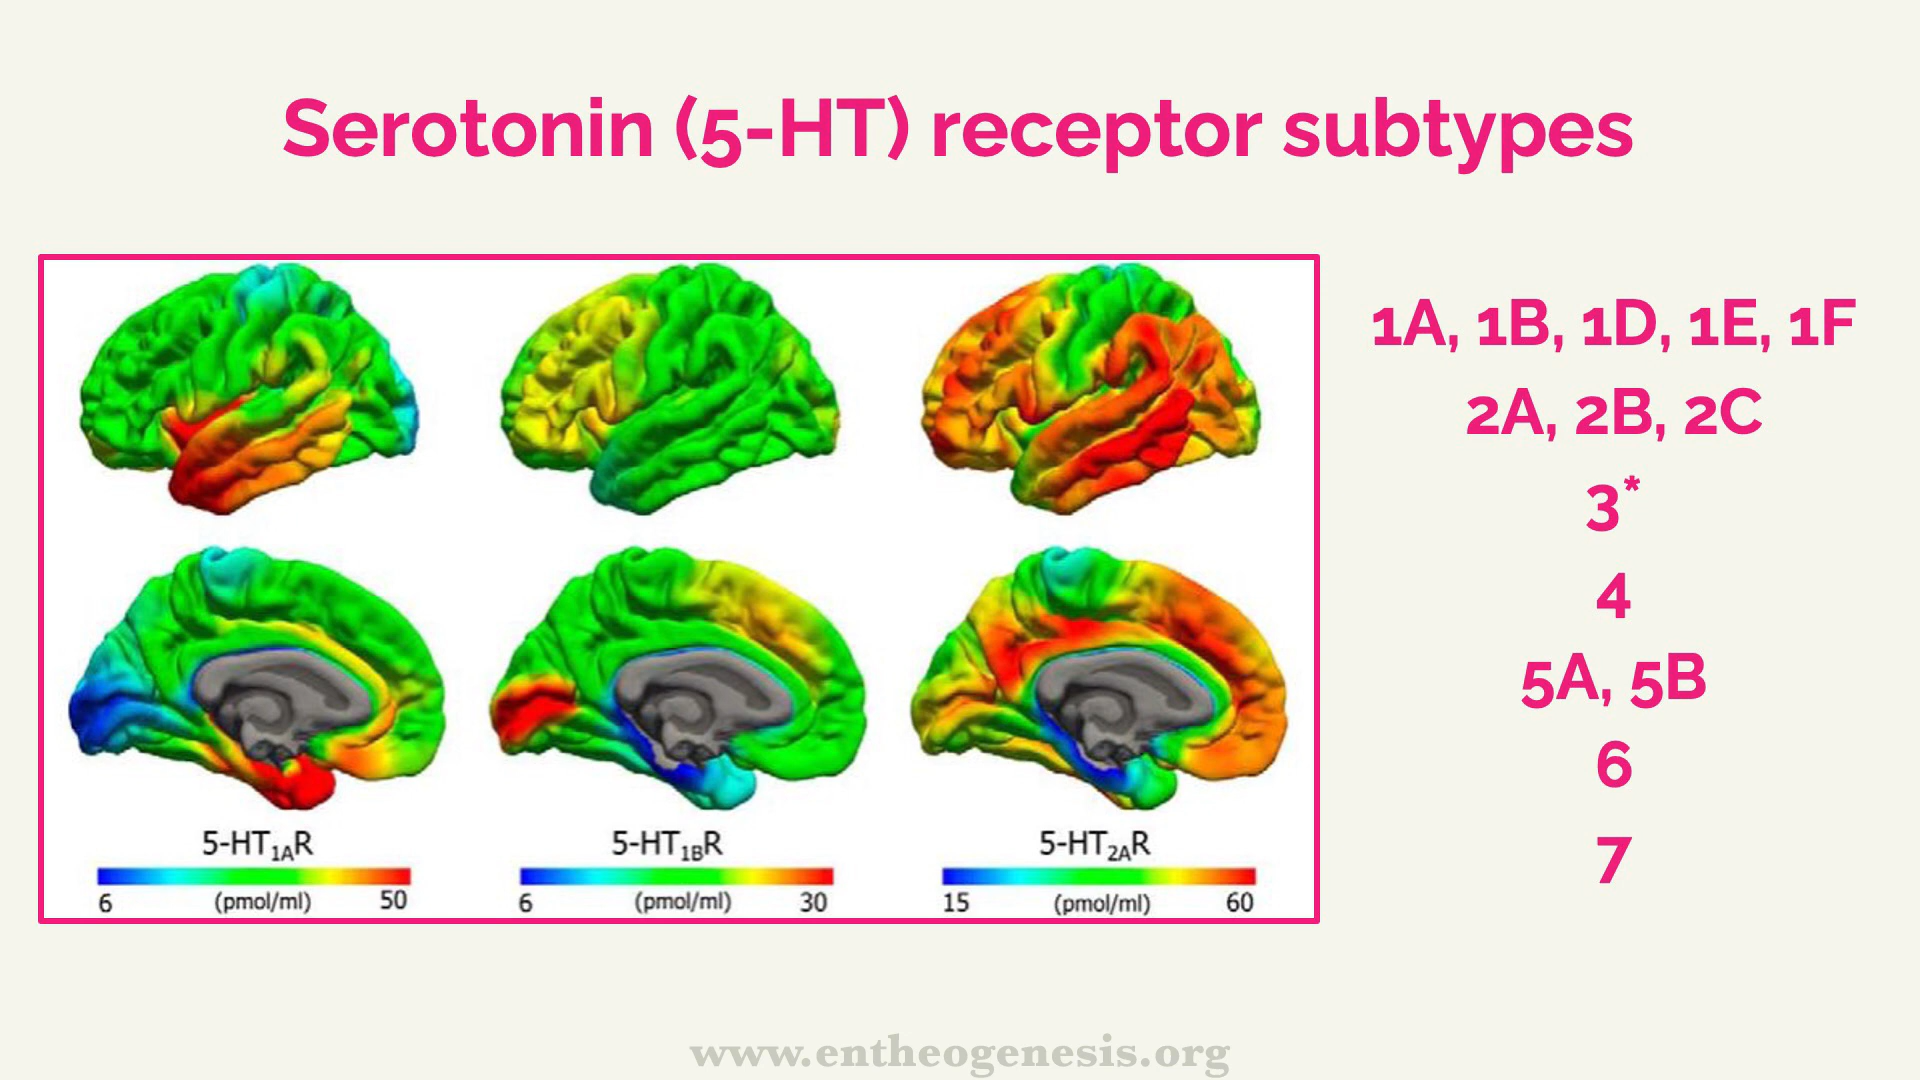 Serotonin (5-HT) receptor subtypes
5-HT1AR
6 (pmol/ml) 50
5-HT1BR
6 (pmol/ml) 30
5-HT2AR
15 (pmol/ml) 60
1A, 1B, 1D, 1E, 1F
2A, 2B, 2C
3*
4
5A, 5B
6
7
www.entheogenesis.org